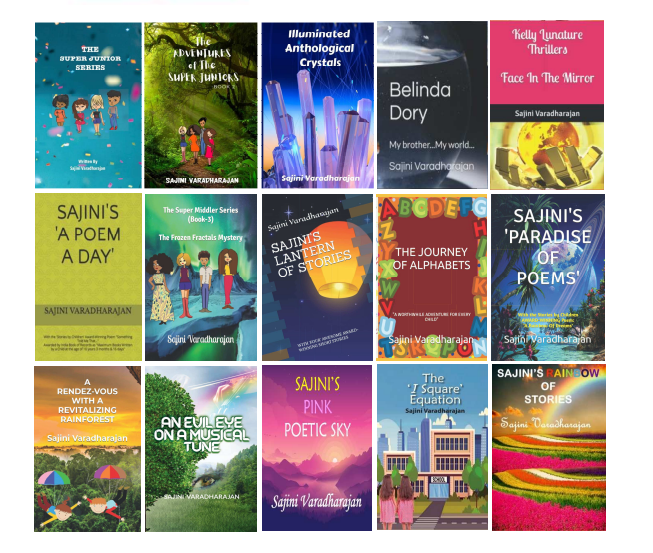 THE
SUPER JUNIOR
SERIES
Written By
Sajini Varadharajan
The
ADVENTURES
of The
SUPER JUNIORS
BOOK 2
SAJINI VARADHARAJAN
Illuminated
Anthological
Crystals
Sajini Varadharajan
Belinda
Dory
My brother...My world...
Sajini Varadharajan
Kelly Lunature
Thrillers
Face In The Mirror
Sajini Varadharajan
SAJINI'S
'A POEM
A DAY'
SAJINI VARADHARAJAN
The Super Middler Series
(Book-3)
The Frozen Fractals Mystery
Sajini Varadharajan
Sajini Varadharajan
SAJINI'S
LANTERN
OF STORIES
WITH FOUR AWESOME AWARD-
WINNING SHORT STORIES
ABCDEFG
THE JOURNEY
OF ALPHABETS
"A WORTHWHILE ADVENTURE FOR EVERY
CHILD"
Sajini Varadharajan
SAJINI'S
'PARADISE
OF
POEMS'
Sajini Varadharajan
A
RENDEZ-VOUS
WITH A
REVITALIZING
RAINFOREST
Sajini Varadharajan
AN EVIL EYE
ON A MUSICAL
TUNE
SAJINI VARADHARAJAN
SAJINI'S
PINK
POETIC SKY
Sajini Varadharajan
The
'I Square'
Equation
Sajini Varadharajan
SCHOOL
SAJINI'S RAINBOW
OF
STORIES
Sajini Varadharajan